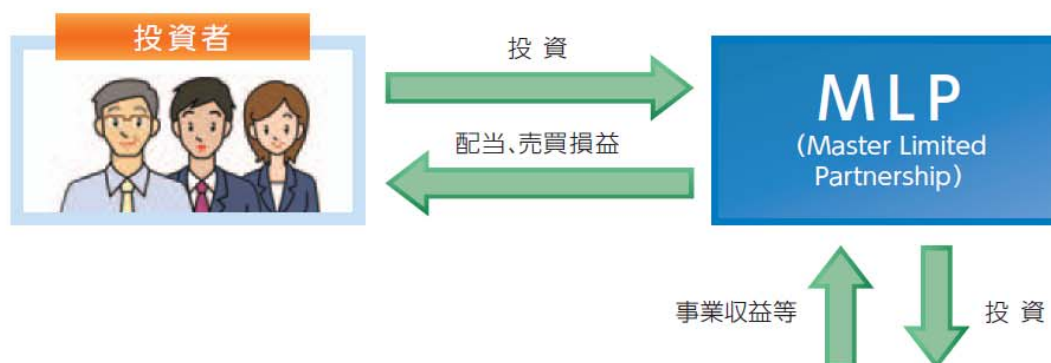 投資者
投 資
配当、売買損益
MLP
(Master Limited
Partnership)
事業収益等
投 資